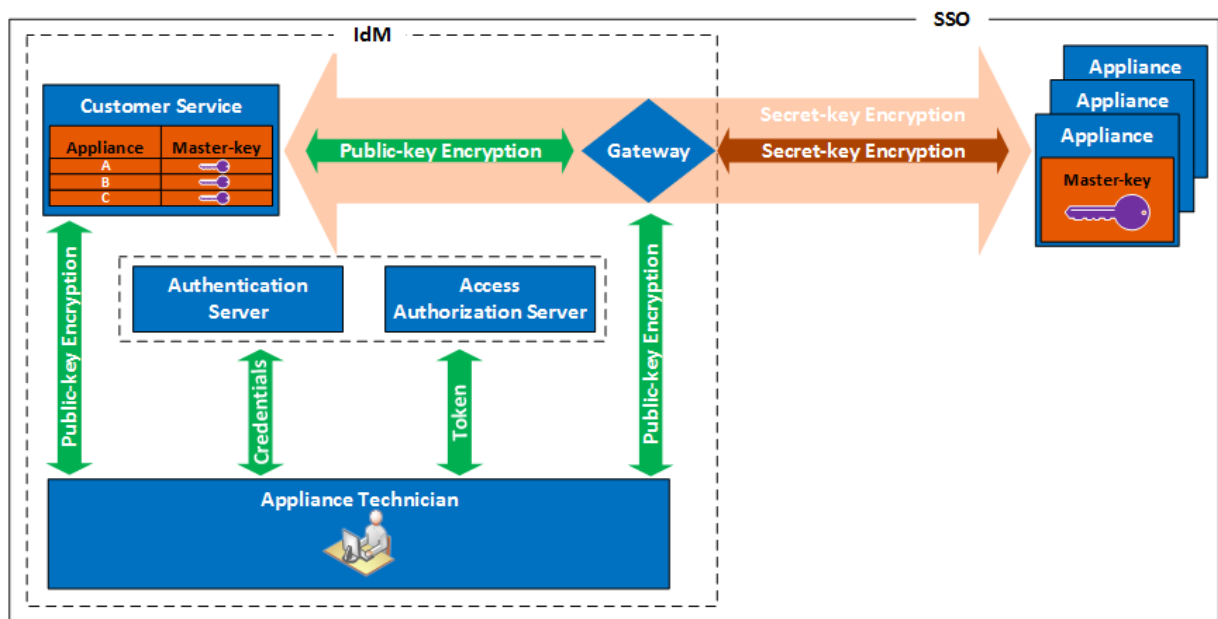 SSO
IdM
Customer Service
Appliance Master-key
A
B
C
Public-key Encryption
Gateway
Secret-key Encryption
Secret-key Encryption
Appliance
Appliance
Appliance
Master-key
Authentication
Server
Access
Authorization Server
Public-key Encryption
Credentials
Token
Public-key Encryption
Appliance Technician